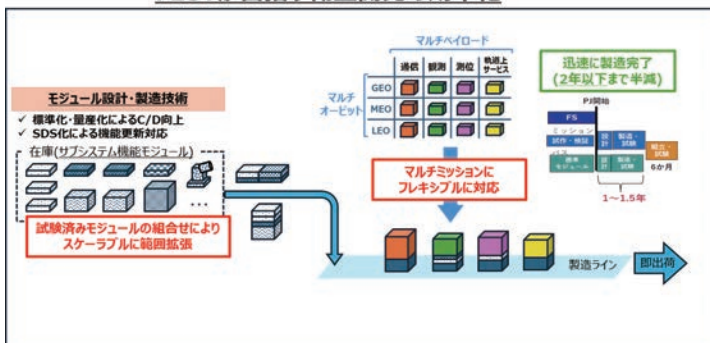 モジュール設計・製造技術
✓ 標準化・量産化によるC/D向上
✓ SDS化による機能更新対応
在庫(サブシステム機能モジュール)
…
試験済みモジュールの組合せにより
スケーラブルに範囲拡張
マルチペイロード
通信 観測 測位 軌道上
サービス
マルチ
オービット
GEO
MEO
LEO
マルチミッションに
フレキシブルに対応
迅速に製造完了
(2年以下まで半減)
PJ開始
FS
ミッション
試作・検証
設計
製造・試験
バス
標準
モジュール
設計
製造・試験
組立・
試験
6か月
1~1.5年
製造ライン
即出荷